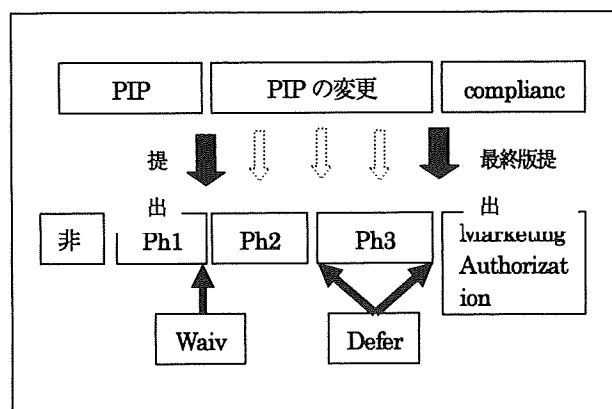 PIP
PIP の変更
complianc
提
最終版提
出
出
非
Ph1
Ph2
Ph3
Marketing
Authorizat
ion
Waiv
Defer